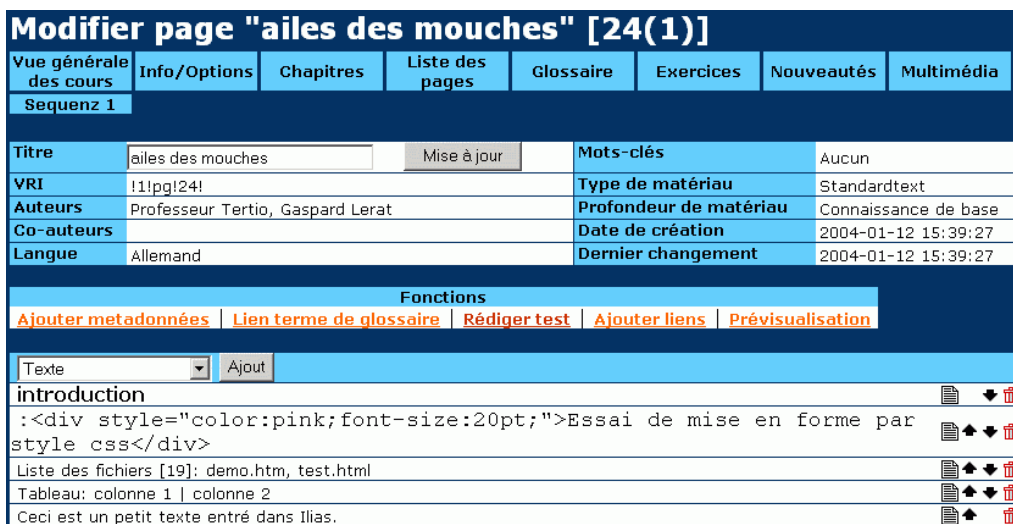 Modifier page "ailes des mouches" [24(1)]
Vue générale des cours
Info/Options
Chapitres
Liste des pages
Glossaire
Exercices
Nouveautés
Multimédia
Sequenz 1
Titre ailes des mouches Mise à jour Mots-clés Aucun
VRI !1!pg!24! Type de matériau Standardtext
Auteurs Professeur Tertio, Gaspard Lerat Profondeur de matériau Connaissance de base
Co-auteurs Date de création 2004-01-12 15:39:27
Langue Allemand Dernier changement 2004-01-12 15:39:27
Fonctions
Ajouter metadonnées | Lien terme de glossaire | Rédiger test | Ajouter liens | Prévisualisation
Texte Ajout
introduction
:<div style="color:pink;font-size:20pt;">Essai de mise en forme par
style css</div>
Liste des fichiers [19]: demo.htm, test.html
Tableau: colonne 1 | colonne 2
Ceci est un petit texte entré dans Ilias.